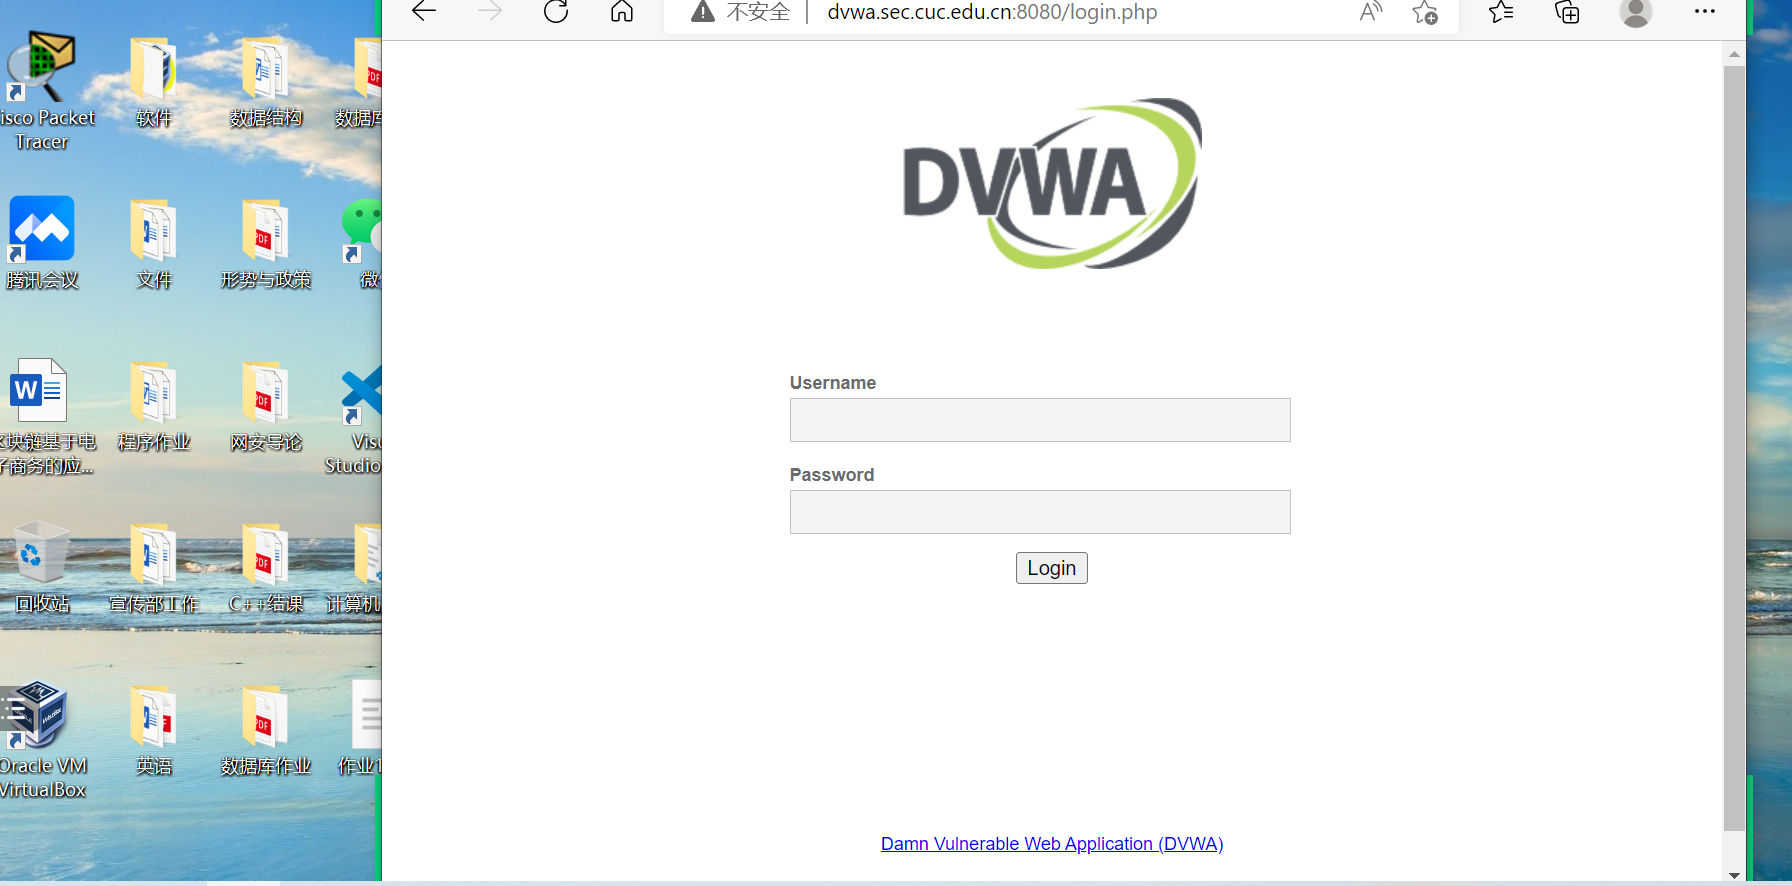 不安全
dvwa.sec.cuc.edu.cn:8080/login.php
isco Packet
Tracer
软件
数据结构
数据库
腾讯会议
文件
形势与政策
微信
块链基于电
子商务的应...
程序作业
网安导论
Visu
Studio
回收站
宣传部工作
C++结课
计算机
Oracle VM
VirtualBox
英语
数据库作业
作业1
DVWA
Username
Password
Login
Damn Vulnerable Web Application (DVWA)